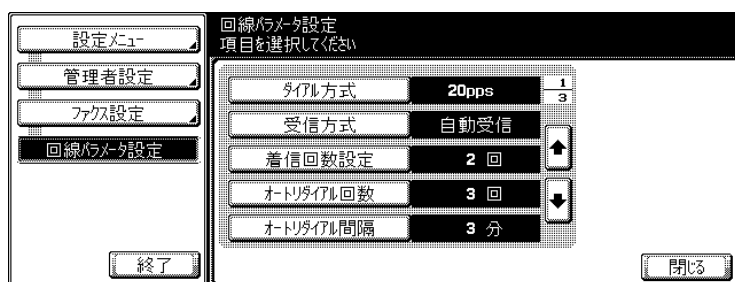 設定メニュー
管理者設定
ファクス設定
回線パラメータ設定
終了
回線パラメータ設定
項目を選択してください
ダイアル方式 20pps
受信方式 自動受信
着信回数設定 2 回
オートリダイアル回数 3 回
オートリダイアル間隔 3 分
1
3
閉じる